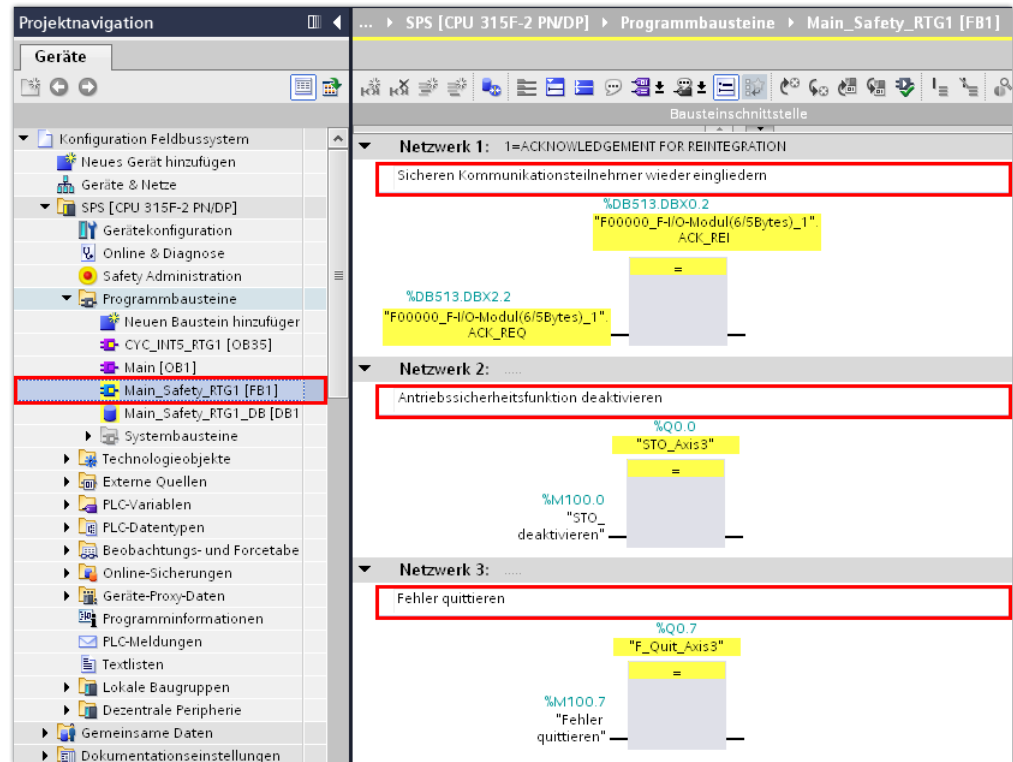 Projektnavigation
Geräte
Konfiguration Feldbussystem
Neues Gerät hinzufügen
Geräte & Netze
SPS [CPU 315F-2 PN/DP]
Gerätekonfiguration
Online & Diagnose
Safety Administration
Programmbausteine
Neuen Baustein hinzufüger
CYC_INT5_RTG1 [OB35]
Main [OB1]
Main_Safety_RTG1 [FB1]
Main_Safety_RTG1_DB [DB1
Systembausteine
Technologieobjekte
Externe Quellen
PLC-Variablen
PLC-Datentypen
Beobachtungs- und Forcetabe
Online-Sicherungen
Geräte-Proxy-Daten
Programminformationen
PLC-Meldungen
Textlisten
Lokale Baugruppen
Dezentrale Peripherie
Gemeinsame Daten
Dokumentationseinstellungen
... SPS [CPU 315F-2 PN/DP] Programmbausteine Main_Safety_RTG1 [FB1]
Bausteinschnittstelle
Netzwerk 1: 1=ACKNOWLEDGEMENT FOR REINTEGRATION
Sicheren Kommunikationsteilnehmer wieder eingliedern
%DB513.DBX0.2
"F00000_F-I/O-Modul(6/5Bytes)_1".
ACK_REI
=
%DB513.DBX2.2
"F00000_F-I/O-Modul(6/5Bytes)_1".
ACK_REQ
Netzwerk 2: .....
Antriebssicherheitsfunktion deaktivieren
%Q0.0
"STO_Axis3"
=
%M100.0
"STO_
deaktivieren"
Netzwerk 3: .....
Fehler quittieren
%Q0.7
"F_Quit_Axis3"
=
%M100.7
"Fehler
quittieren"